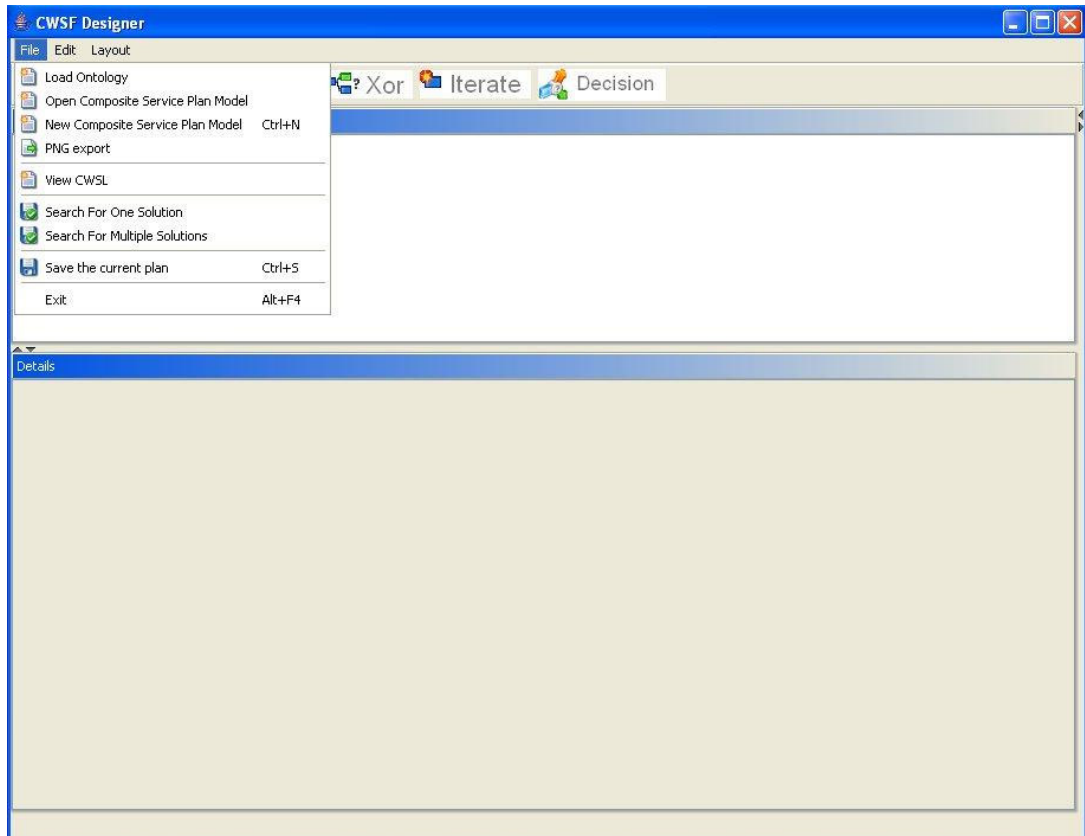 CWSF Designer
File Edit Layout
Xor Iterate Decision
Load Ontology
Open Composite Service Plan Model
New Composite Service Plan Model Ctrl+N
PNG export
View CWSL
Search For One Solution
Search For Multiple Solutions
Save the current plan Ctrl+S
Exit Alt+F4
Details